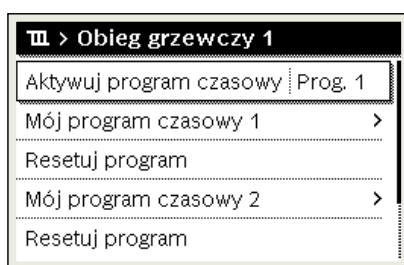 > Obieg grzewczy 1
Aktywuj program czasowy Prog. 1
Mój program czasowy 1 >
Resetuj program
Mój program czasowy 2 >
Resetuj program